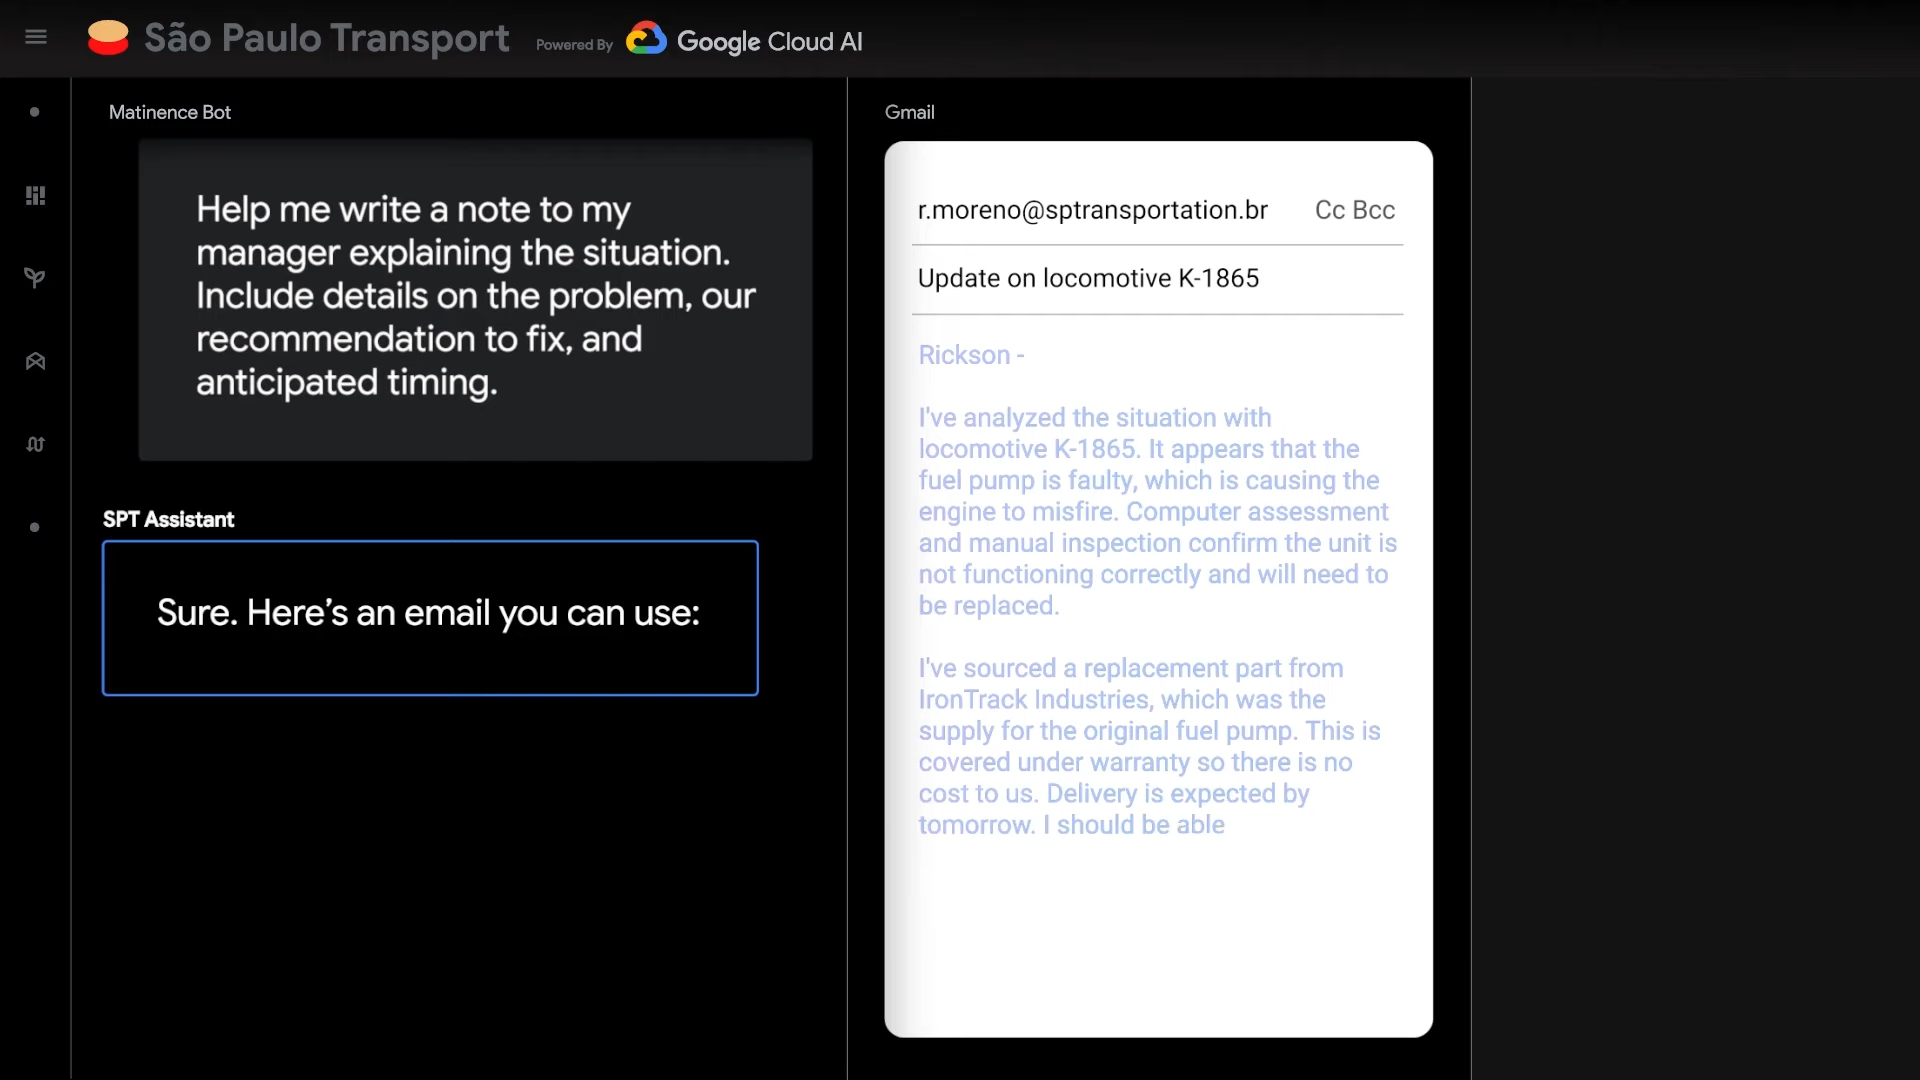 São Paulo Transport Powered By Google Cloud AI
Matinence Bot
Help me write a note to my
manager explaining the situation.
Include details on the problem, our
recommendation to fix, and
anticipated timing.
SPT Assistant
Sure. Here’s an email you can use:
Gmail
r.moreno@sptransportation.br Cc Bcc
Update on locomotive K-1865
Rickson -
I've analyzed the situation with
locomotive K-1865. It appears that the
fuel pump is faulty, which is causing the
engine to misfire. Computer assessment
and manual inspection confirm the unit is
not functioning correctly and will need to
be replaced.
I've sourced a replacement part from
IronTrack Industries, which was the
supply for the original fuel pump. This is
covered under warranty so there is no
cost to us. Delivery is expected by
tomorrow. I should be able